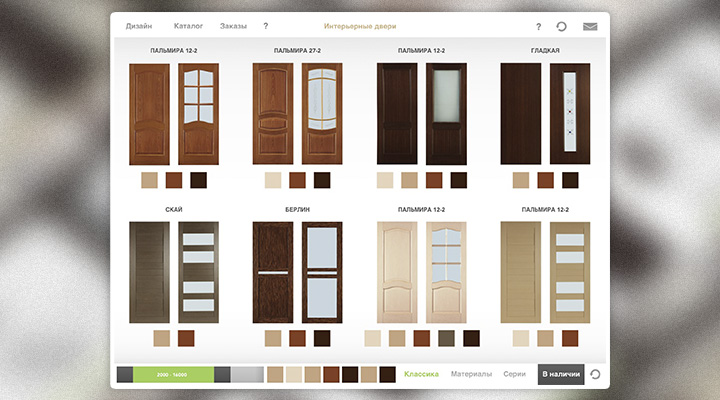 Дизайн Каталог Заказы ? Интерьерные двери ?
ПАЛЬМИРА 12-2 ПАЛЬМИРА 27-2 ПАЛЬМИРА 12-2 ГЛАДКАЯ
СКАЙ БЕРЛИН ПАЛЬМИРА 12-2 ПАЛЬМИРА 12-2
2000 - 16000 Классика Материалы Серии В наличии